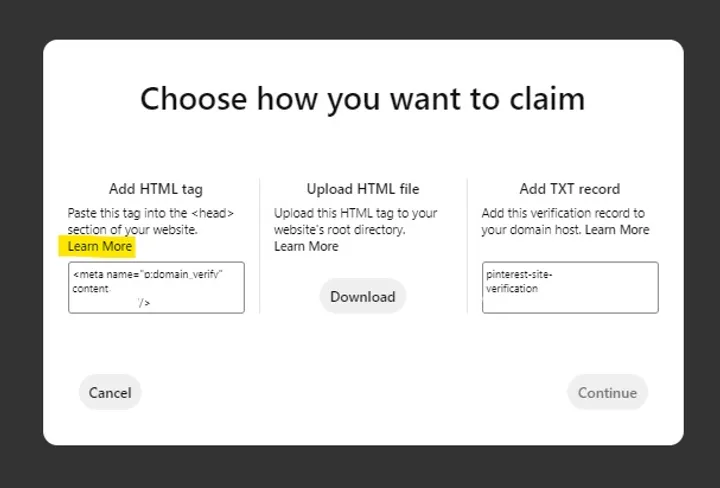 Choose how you want to claim
Add HTML tag
Paste this tag into the <head>
section of your website.
Learn More
<meta name="p:domain_verify"
content
"/>
Upload HTML file
Upload this HTML tag to your
website's root directory.
Learn More
Download
Add TXT record
Add this verification record to
your domain host. Learn More
pinterest-site-
verification
Cancel
Continue